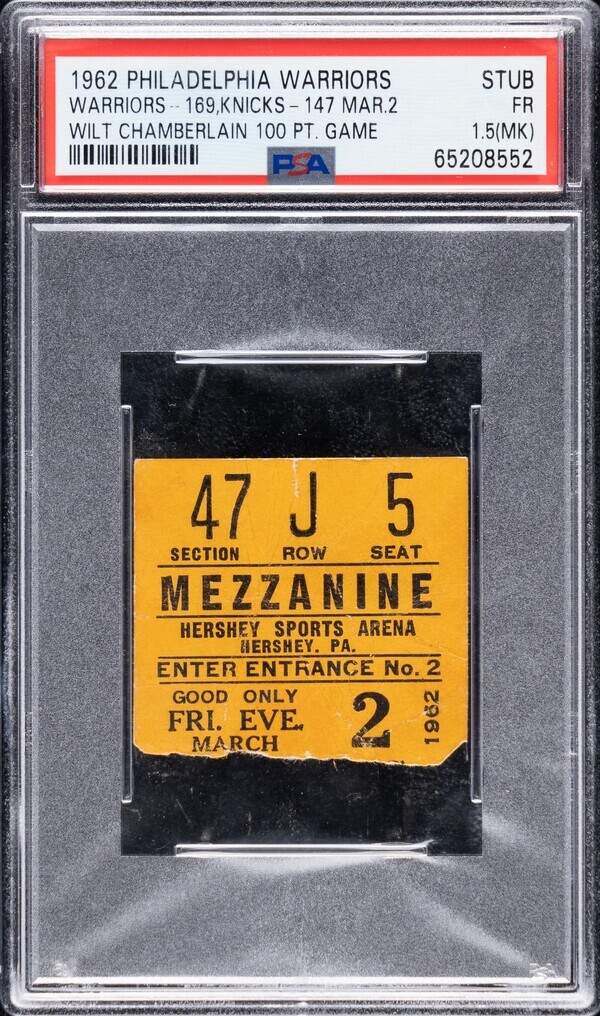 1962 PHILADELPHIA WARRIORS STUB
WARRIORS--169,KNICKS-147 MAR.2 FR
WILT CHAMBERLAIN 100 PT. GAME 1.5(MK)
PSA 65208552
47 J 5
SECTION ROW SEAT
MEZZANINE
HERSHEY SPORTS ARENA
HERSHEY, PA.
ENTER ENTRANCE No. 2
GOOD ONLY
FRI. EVE.
MARCH 2 1962